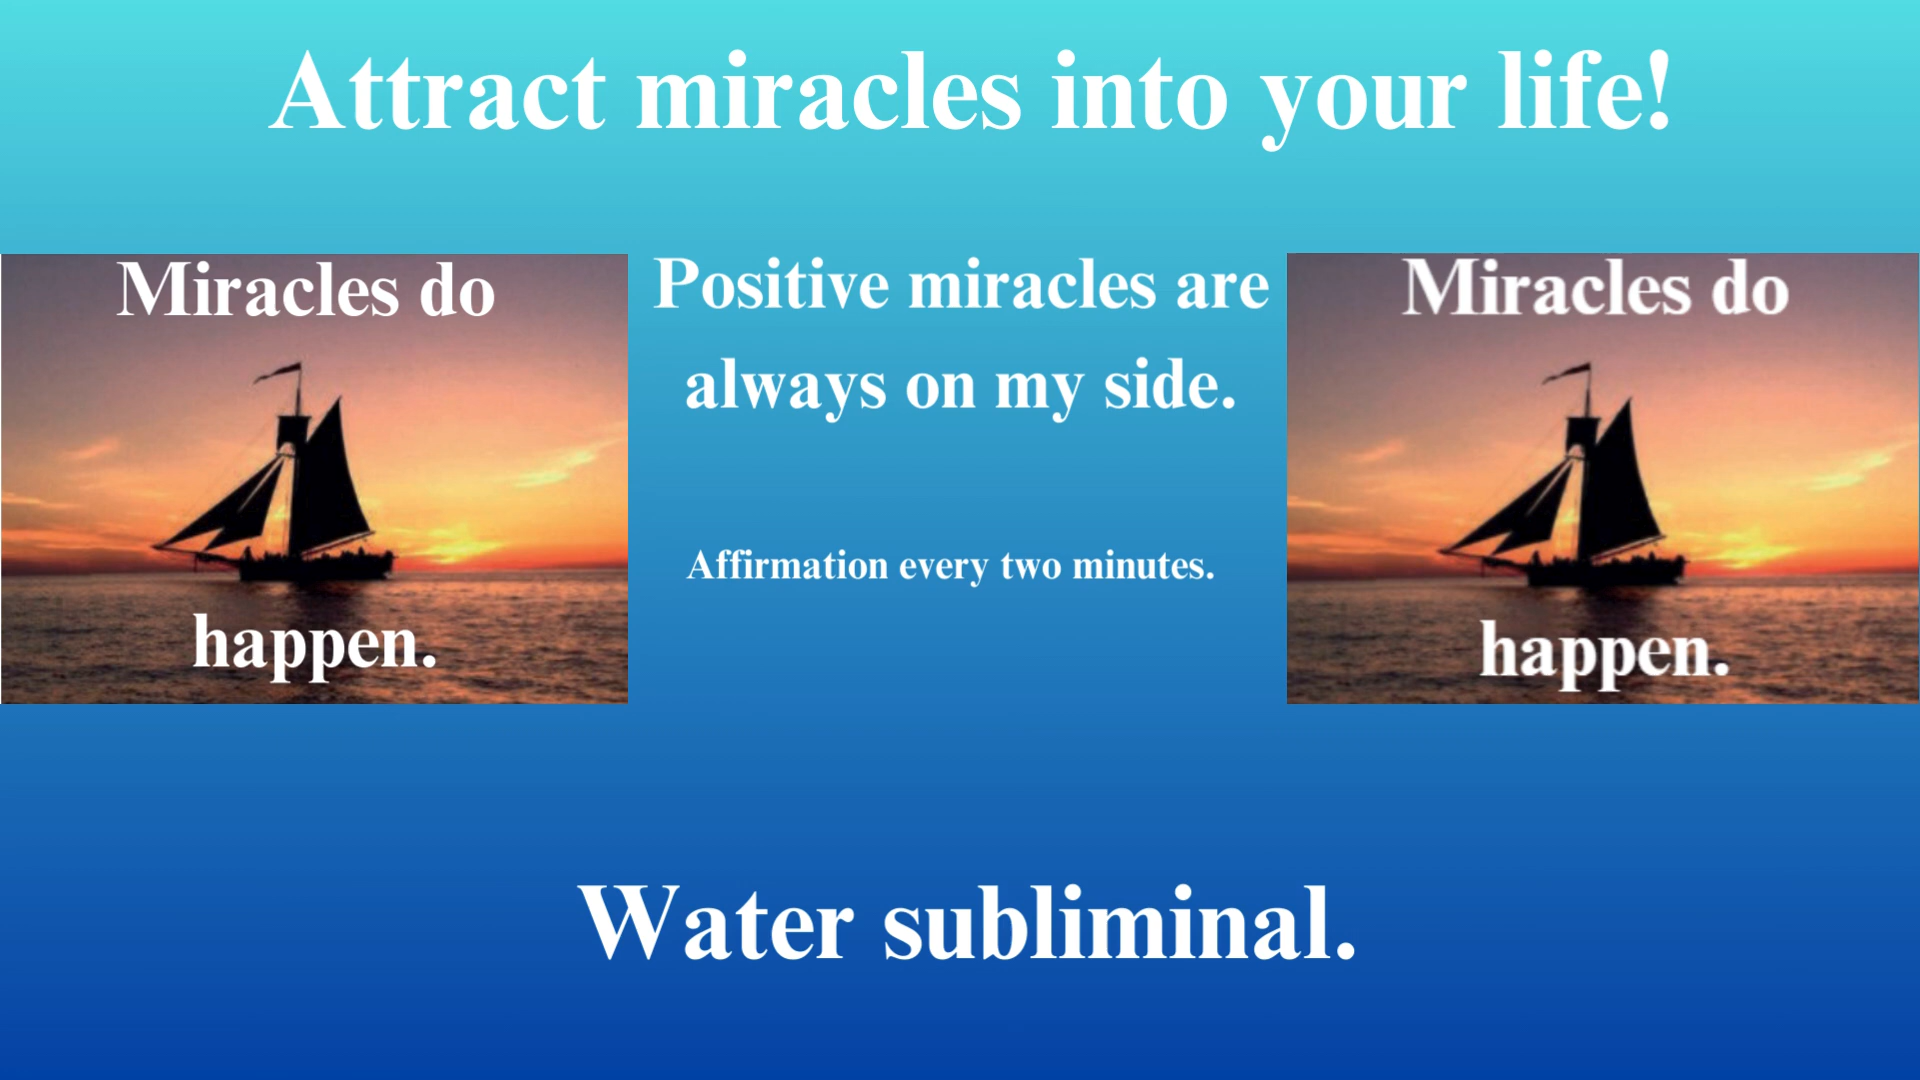 Attract miracles into your life!
Miracles do
happen.
Positive miracles are
always on my side.
Affirmation every two minutes.
Miracles do
happen.
Water subliminal.